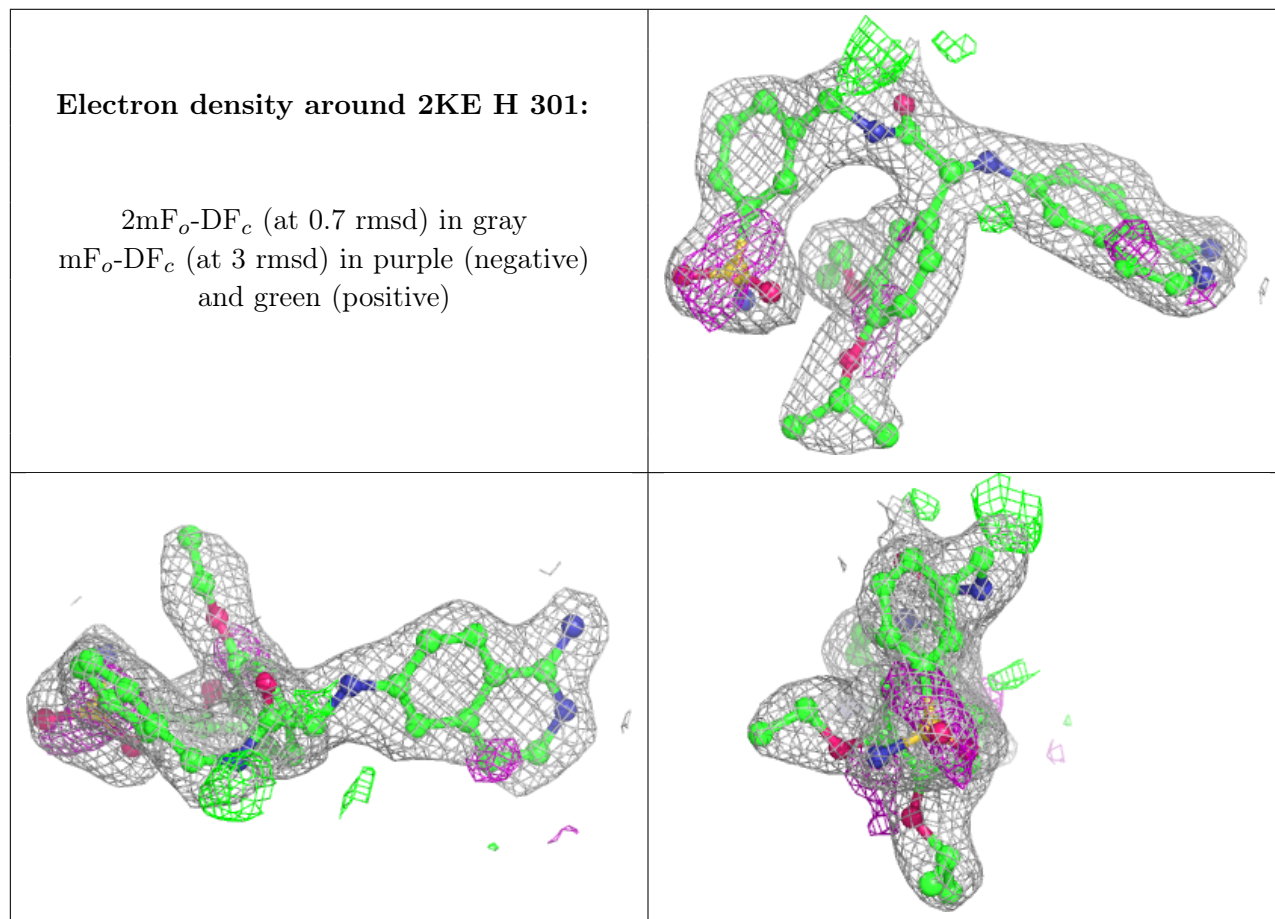 Electron density around 2KE H 301:
2mFo-DFc (at 0.7 rmsd) in gray
mFo-DFc (at 3 rmsd) in purple (negative)
and green (positive)